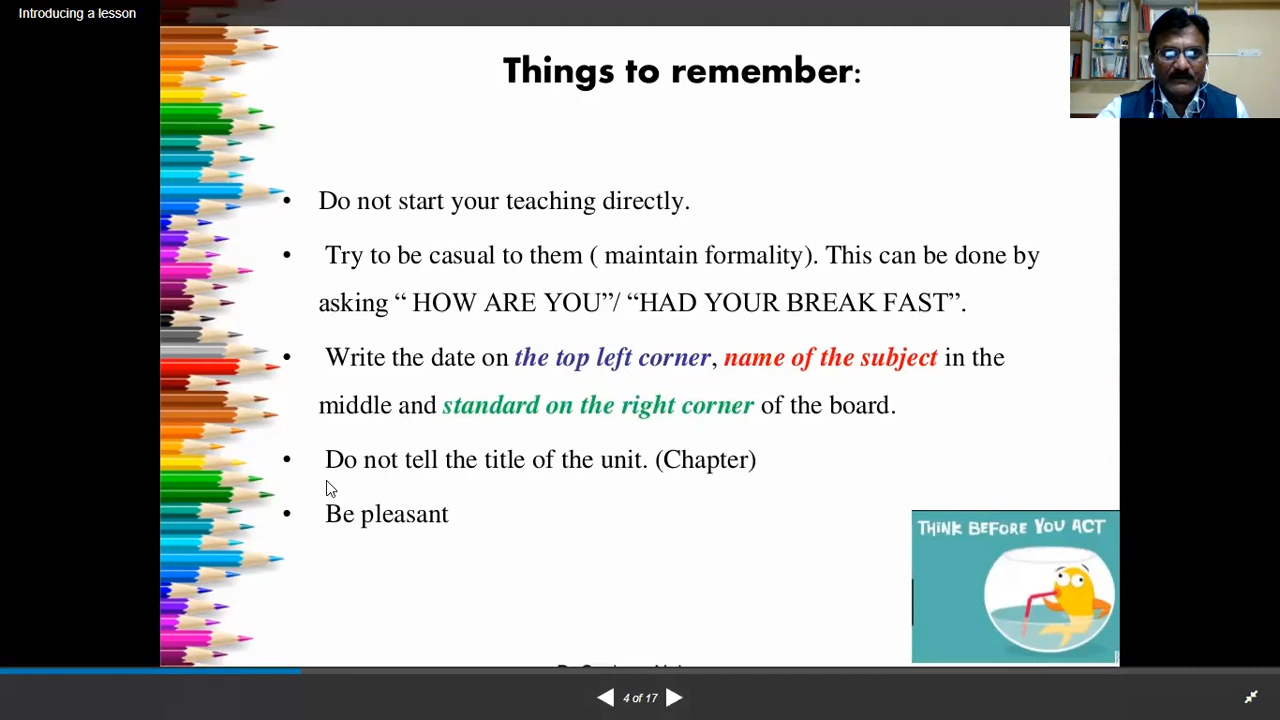 Introducing a lesson
Things to remember:
• Do not start your teaching directly.
• Try to be casual to them ( maintain formality). This can be done by
asking “ HOW ARE YOU”/ “HAD YOUR BREAK FAST”.
• Write the date on the top left corner, name of the subject in the
middle and standard on the right corner of the board.
• Do not tell the title of the unit. (Chapter)
• Be pleasant
THINK BEFORE YOU ACT
4 of 17